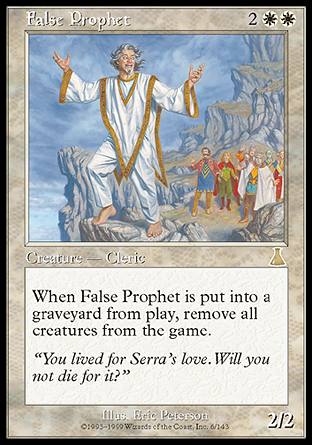 False Prophet 2
Creature — Cleric
When False Prophet is put into a
graveyard from play, remove all
creatures from the game.
“You lived for Serra’s love. Will you
not die for it?”
Illus. Eric Peterson
©1993-1999 Wizards of the Coast, Inc. 6/143
2/2